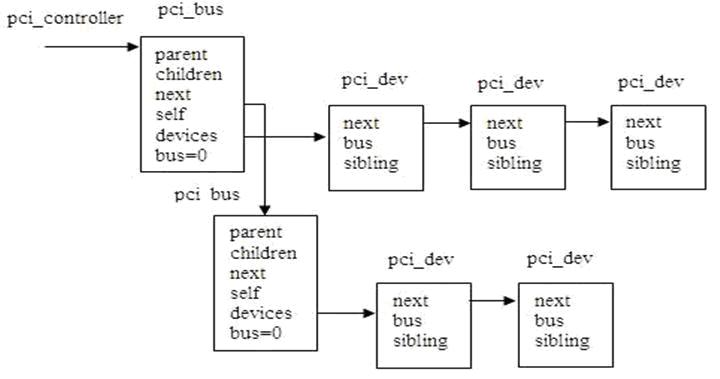 pci_controller
pci_bus
parent
children
next
self
devices
bus=0
pci_dev
next
bus
sibling
pci_dev
next
bus
sibling
pci_dev
next
bus
sibling
pci bus
parent
children
next
self
devices
bus=0
pci_dev
next
bus
sibling
pci_dev
next
bus
sibling